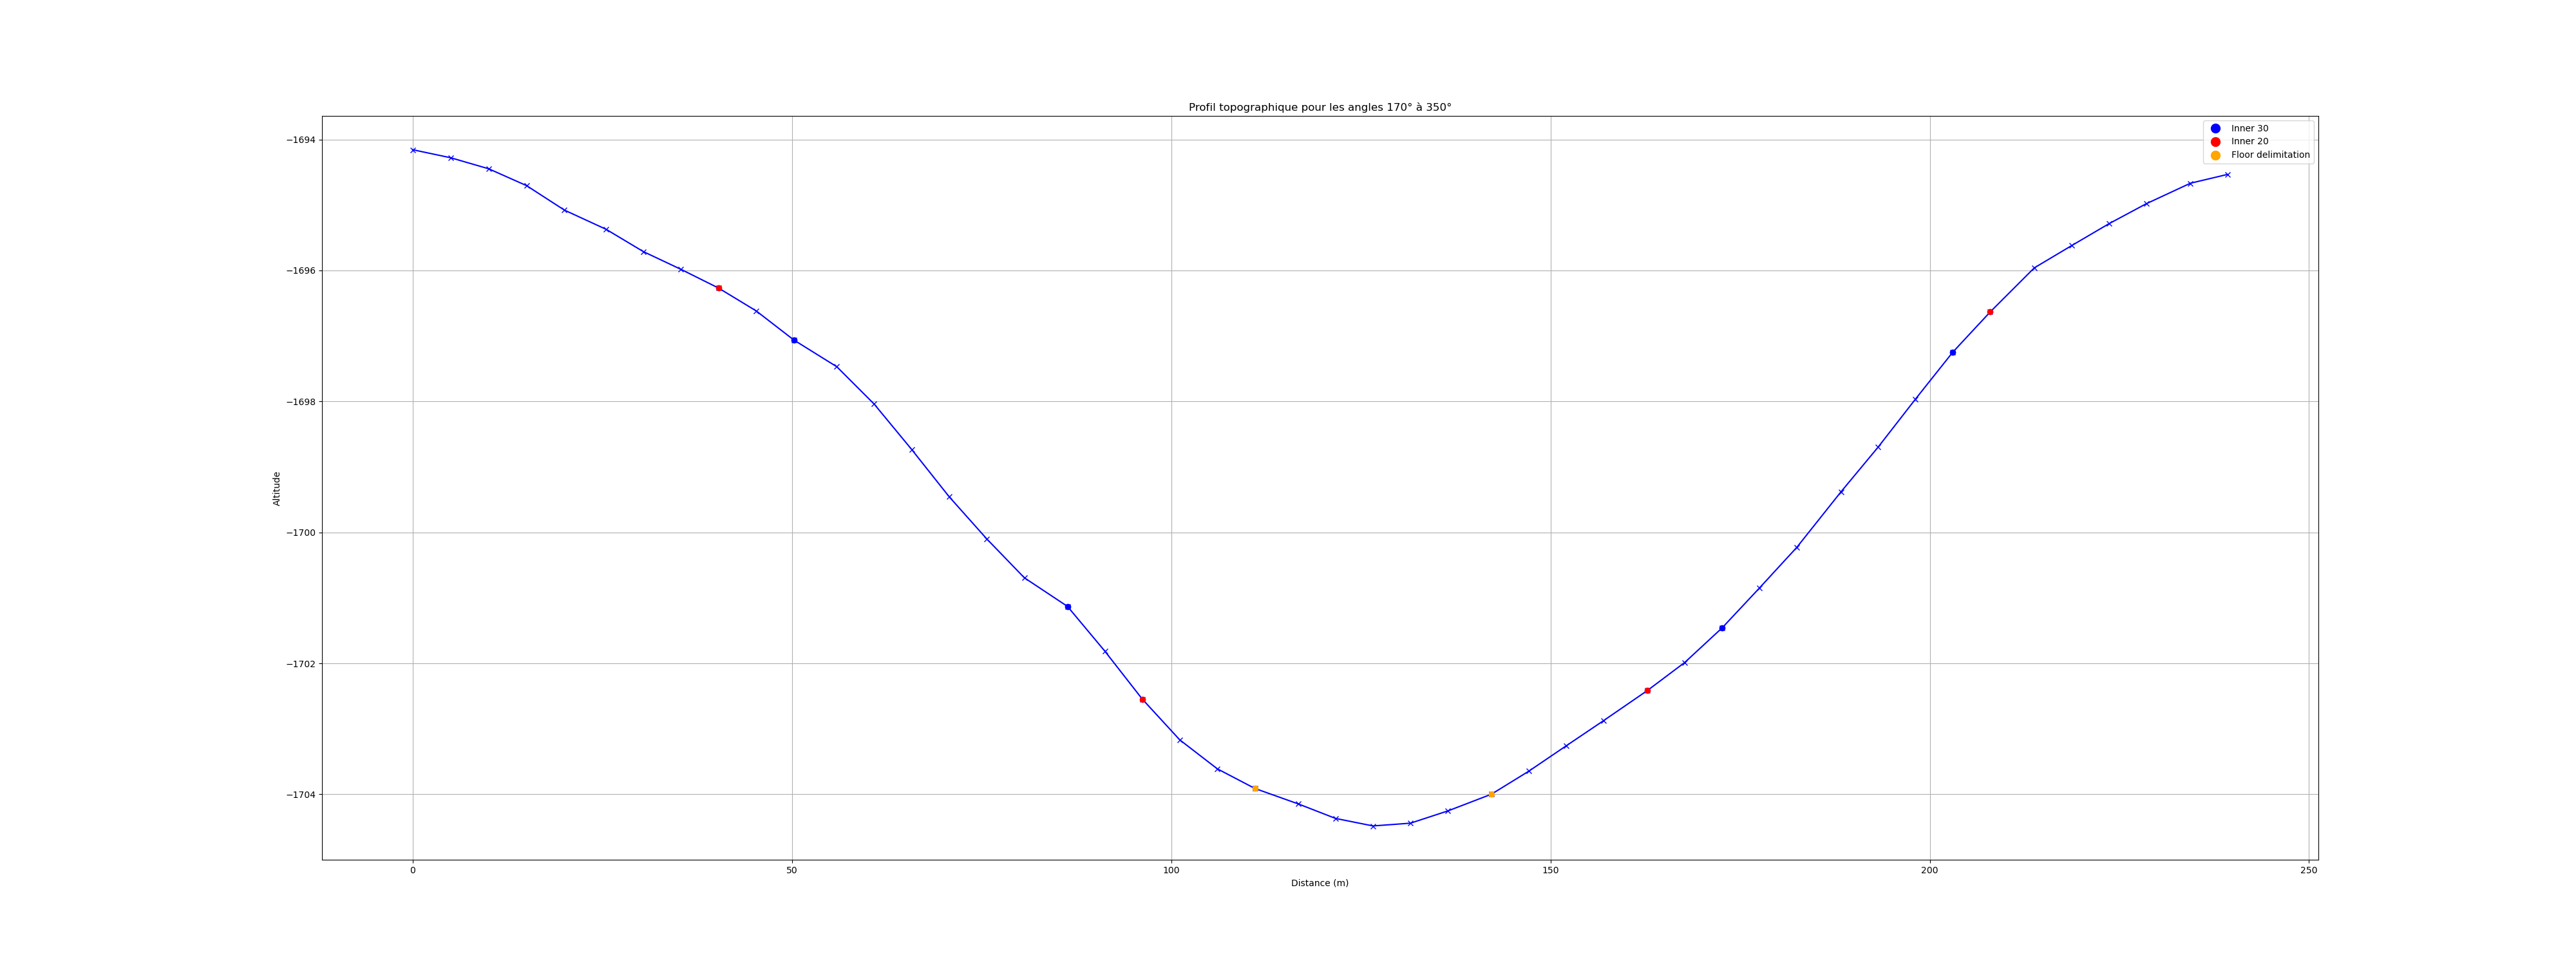 Profil topographique pour les angles 170° à 350°
Inner 30
Inner 20
Floor delimitation
Altitude
−1694
−1696
−1698
−1700
−1702
−1704
0
50
100
150
200
250
Distance (m)